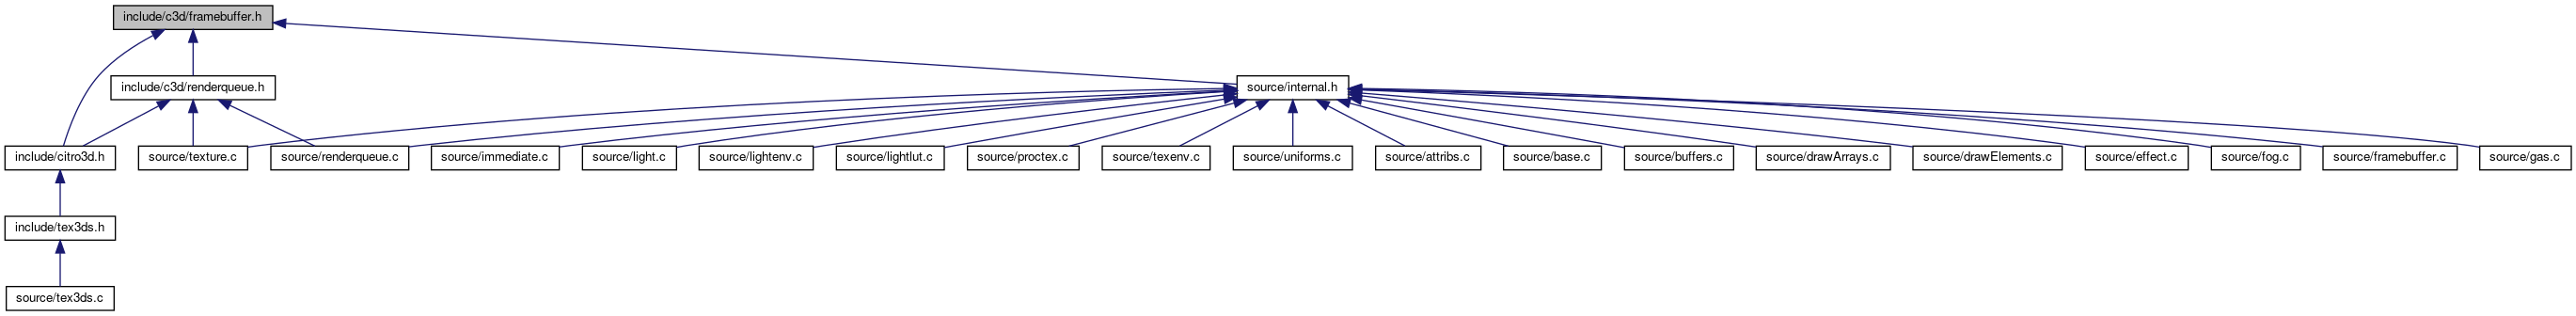 include/c3d/framebuffer.h
include/c3d/renderqueue.h
source/internal.h
include/citro3d.h
source/texture.c
source/renderqueue.c
source/immediate.c
source/light.c
source/lightenv.c
source/lightlut.c
source/proctex.c
source/texenv.c
source/uniforms.c
source/attribs.c
source/base.c
source/buffers.c
source/drawArrays.c
source/drawElements.c
source/effect.c
source/fog.c
source/framebuffer.c
source/gas.c
include/tex3ds.h
source/tex3ds.c